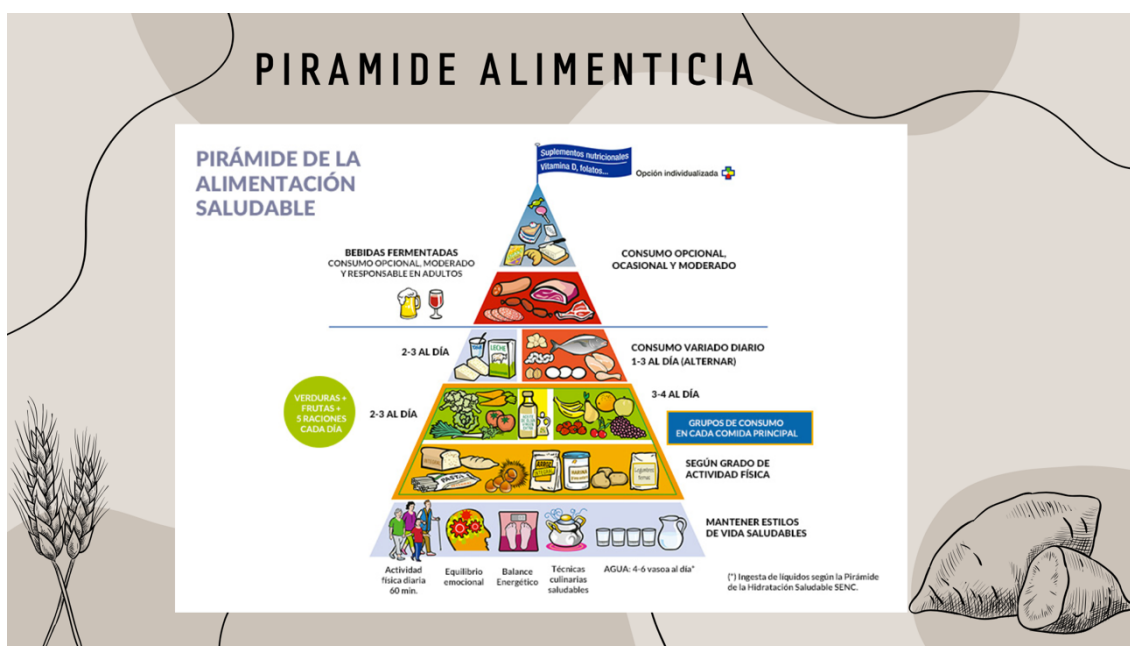 PIRAMIDE ALIMENTICIA
PIRÁMIDE DE LA
ALIMENTACIÓN
SALUDABLE
Suplementos nutricionales
Vitamina D, folatos...
Opción individualizada
BEBIDAS FERMENTADAS
CONSUMO OPCIONAL, MODERADO
Y RESPONSABLE EN ADULTOS
CONSUMO OPCIONAL,
OCASIONAL Y MODERADO
2-3 AL DÍA
LECHE
CONSUMO VARIADO DIARIO
1-3 AL DÍA (ALTERNAR)
VERDURAS +
FRUTAS +
5 RACIONES
CADA DÍA
2-3 AL DÍA
3-4 AL DÍA
GRUPOS DE CONSUMO
EN CADA COMIDA PRINCIPAL
PASTA
ARROZ
HARINA
Legumbres
SEGÚN GRADO DE
ACTIVIDAD FÍSICA
MANTENER ESTILOS
DE VIDA SALUDABLES
Actividad
física diaria
60 min.
Equilibrio
emocional
Balance
Energético
Técnicas
culinarias
saludables
AGUA: 4-6 vasoa al día*
(*) Ingesta de líquidos según la Pirámide
de la Hidratación Saludable SENC.